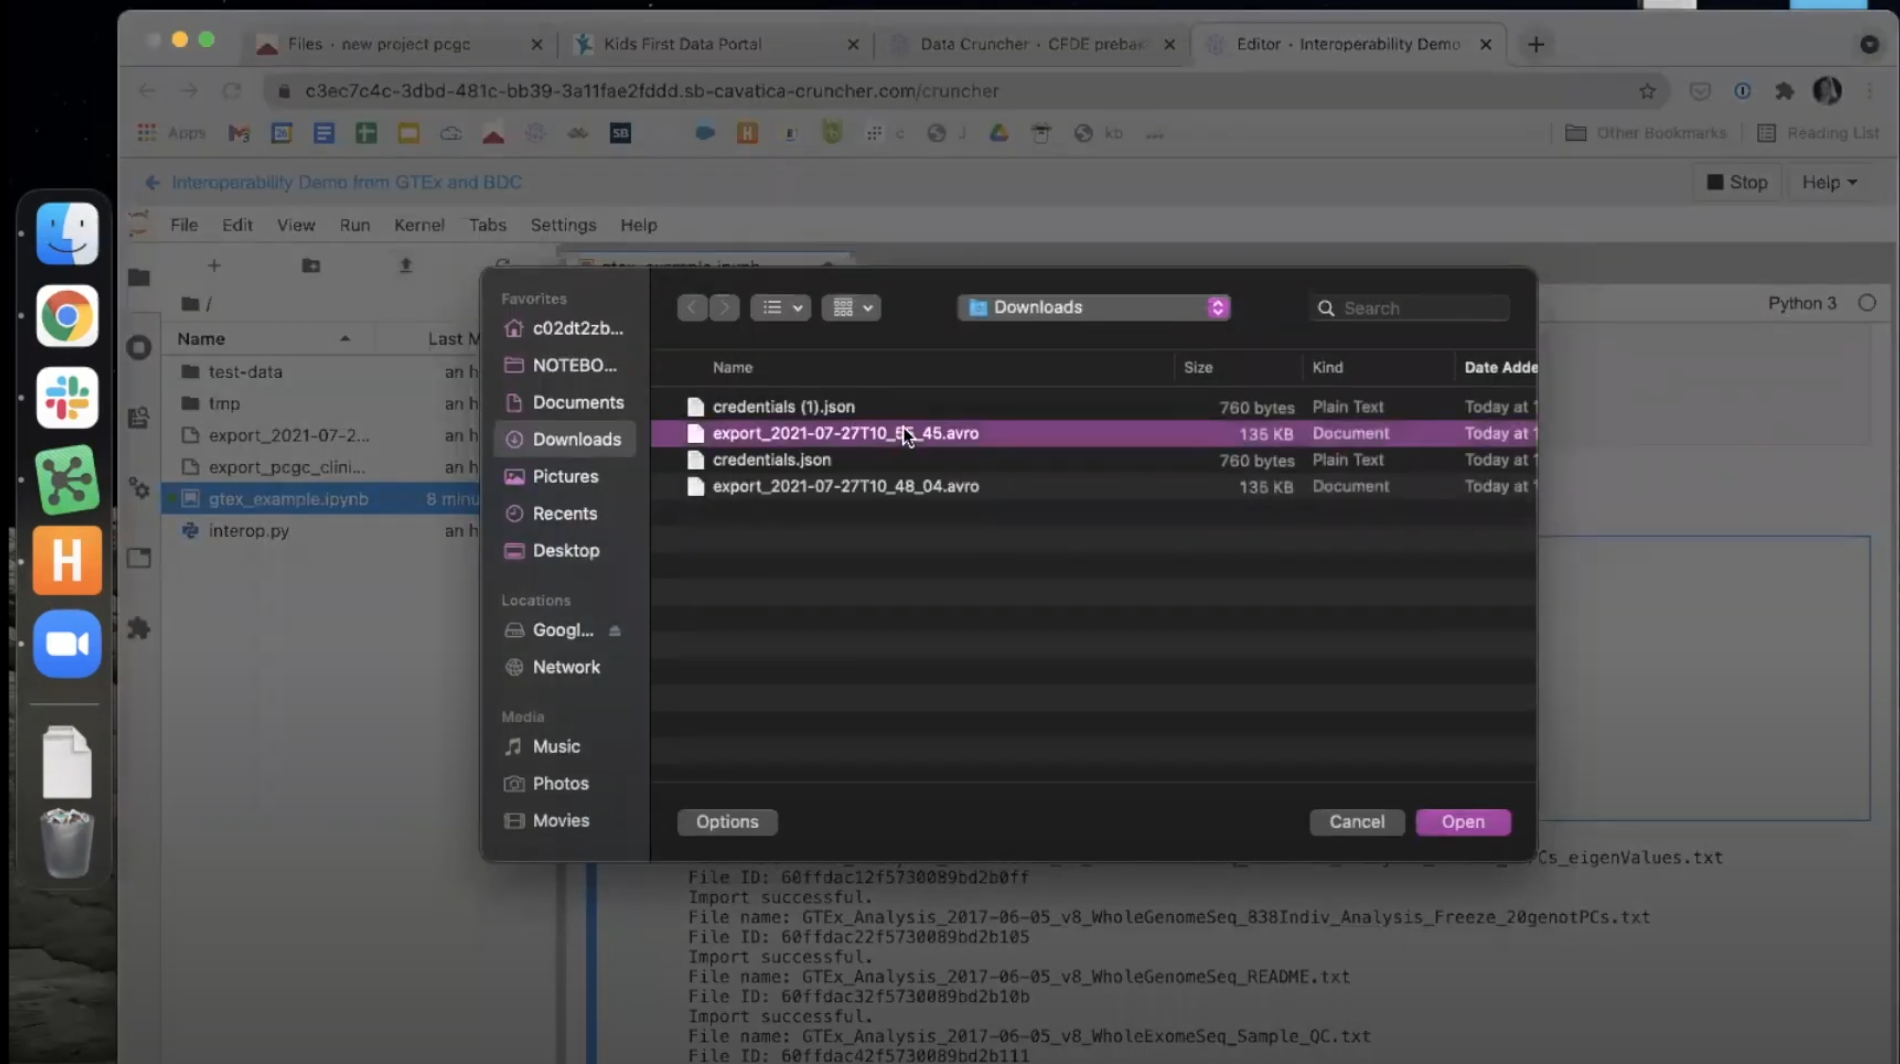 Files · new project pcgc
Kids First Data Portal
Data Cruncher · CFDE preba
Editor · Interoperability Demo
c3ec7c4c-3dbd-481c-bb39-3a11fae2fddd.sb-cavatica-cruncher.com/cruncher
Apps
SB
H
c
J
kb
Other Bookmarks
Reading List
Interoperability Demo from GTEx and BDC
Stop
Help
File Edit View Run Kernel Tabs Settings Help
gtex_example.ipynb
/
Python 3
Name
Last M
test-data
an h
tmp
an h
export_2021-07-2...
an h
export_pcgc_clini...
an h
gtex_example.ipynb
8 minu
interop.py
an h
H
Favorites
c02dt2zb...
NOTEBO...
Documents
Downloads
Pictures
Recents
Desktop
Locations
Googl...
Network
Media
Music
Photos
Movies
Downloads
Search
Name Size Kind Date Adde
credentials (1).json 760 bytes Plain Text Today at 1
export_2021-07-27T10_ _45.avro 135 KB Document Today at 1
credentials.json 760 bytes Plain Text Today at 1
export_2021-07-27T10_48_04.avro 135 KB Document Today at 1
Options
Cancel
Open
Cs_eigenValues.txt
File ID: 60ffdac12f5730089bd2b0ff
Import successful.
File name: GTEx_Analysis_2017-06-05_v8_WholeGenomeSeq_838Indiv_Analysis_Freeze_20genotPCs.txt
File ID: 60ffdac22f5730089bd2b105
Import successful.
File name: GTEx_Analysis_2017-06-05_v8_WholeGenomeSeq_README.txt
File ID: 60ffdac32f5730089bd2b10b
Import successful.
File name: GTEx_Analysis_2017-06-05_v8_WholeExomeSeq_Sample_QC.txt
File ID: 60ffdac42f5730089bd2b111